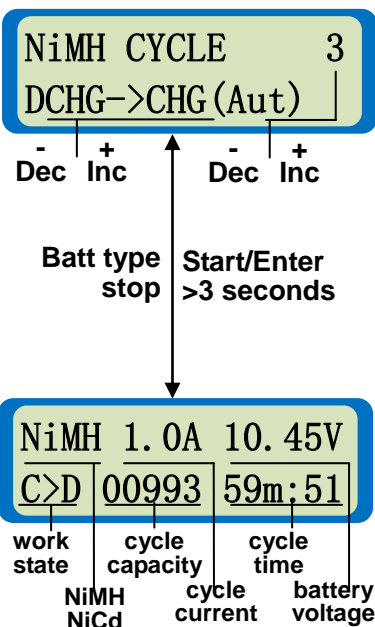 NiMH CYCLE 3
DCHG->CHG(Aut)
- + - +
Dec Inc Dec Inc
Batt type Start/Enter
stop >3 seconds
NiMH 1.0A 10.45V
C>D 00993 59m:51
work cycle cycle
state capacity time
NiMH cycle battery
NiCd current voltage